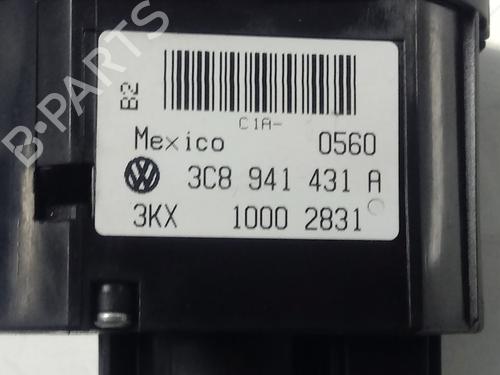 B·PARTS
B2
C1A-
Mexico 0560
3C8 941 431 A
3KX 1000 2831